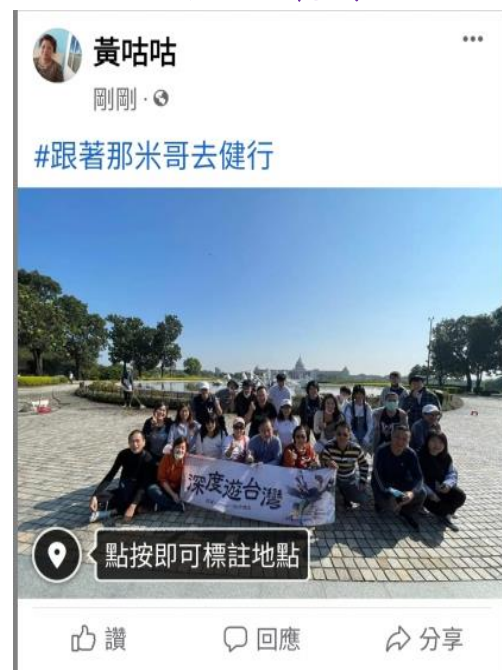 黃咕咕
剛剛
#跟著那米哥去健行
深度遊台灣
點按即可標註地點
讚
回應
分享